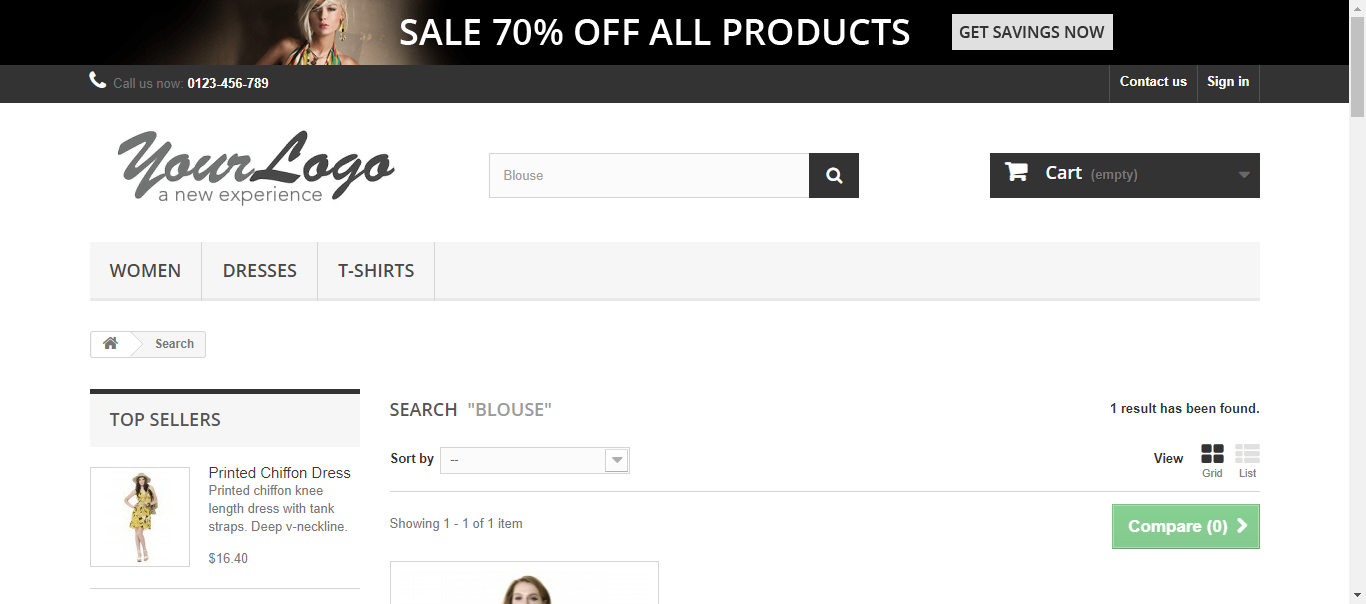 SALE 70% OFF ALL PRODUCTS GET SAVINGS NOW
Call us now: 0123-456-789 Contact us Sign in
YourLogo
a new experience
Blouse
Cart (empty)
WOMEN DRESSES T-SHIRTS
Search
TOP SELLERS
Printed Chiffon Dress
Printed chiffon knee
length dress with tank
straps. Deep v-neckline.
$16.40
SEARCH "BLOUSE" 1 result has been found.
Sort by -- View Grid List
Showing 1 - 1 of 1 item Compare (0)